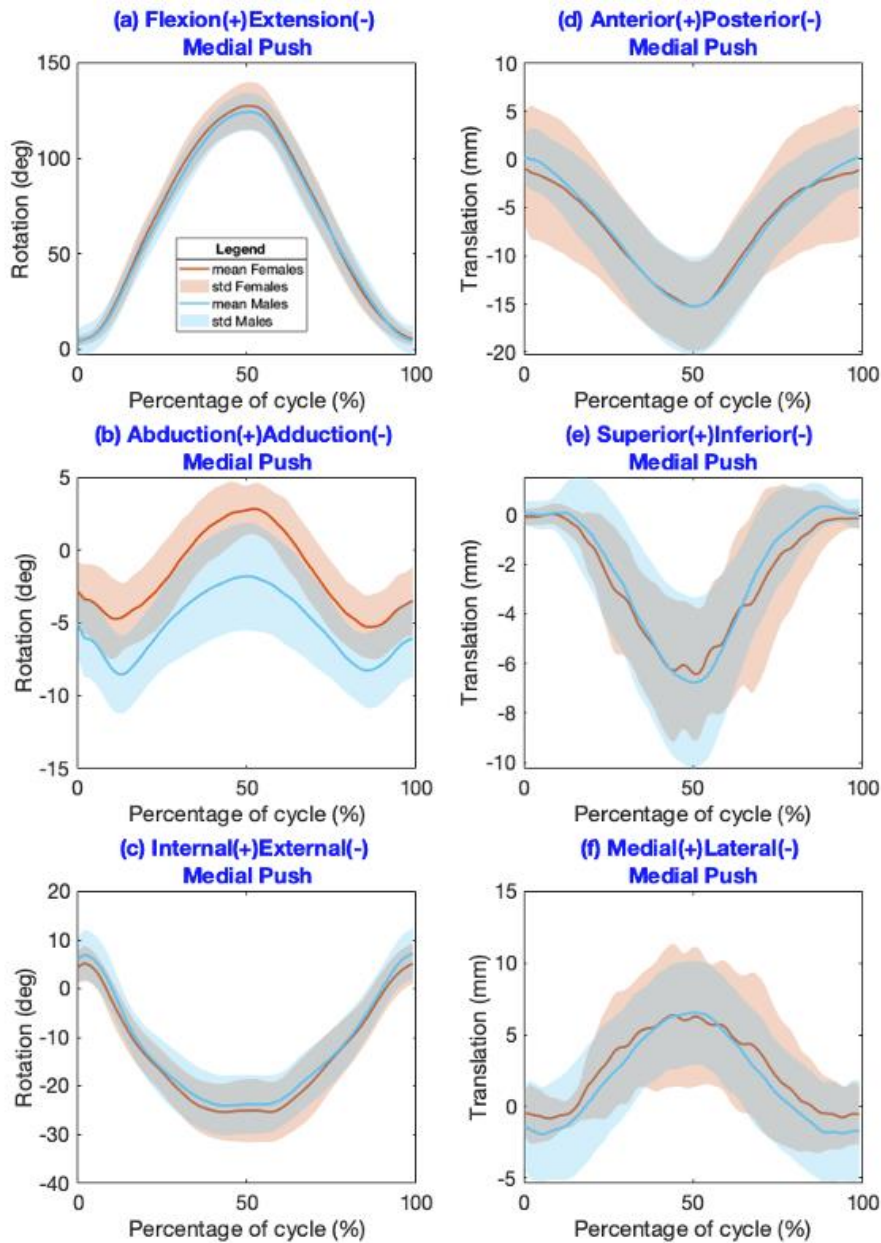 (a) Flexion(+)Extension(-)
Medial Push
150
100
50
0
Rotation (deg)
Legend
mean Females
std Females
mean Males
std Males
0
50
100
Percentage of cycle (%)
(d) Anterior(+)Posterior(-)
Medial Push
10
5
0
-5
-10
-15
-20
Translation (mm)
0
50
100
Percentage of cycle (%)
(b) Abduction(+)Adduction(-)
Medial Push
5
0
-5
-10
-15
Rotation (deg)
0
50
100
Percentage of cycle (%)
(e) Superior(+)Inferior(-)
Medial Push
0
-2
-4
-6
-8
-10
Translation (mm)
0
50
100
Percentage of cycle (%)
(c) Internal(+)External(-)
Medial Push
20
10
0
-10
-20
-30
-40
Rotation (deg)
0
50
100
Percentage of cycle (%)
(f) Medial(+)Lateral(-)
Medial Push
15
10
5
0
-5
Translation (mm)
0
50
100
Percentage of cycle (%)